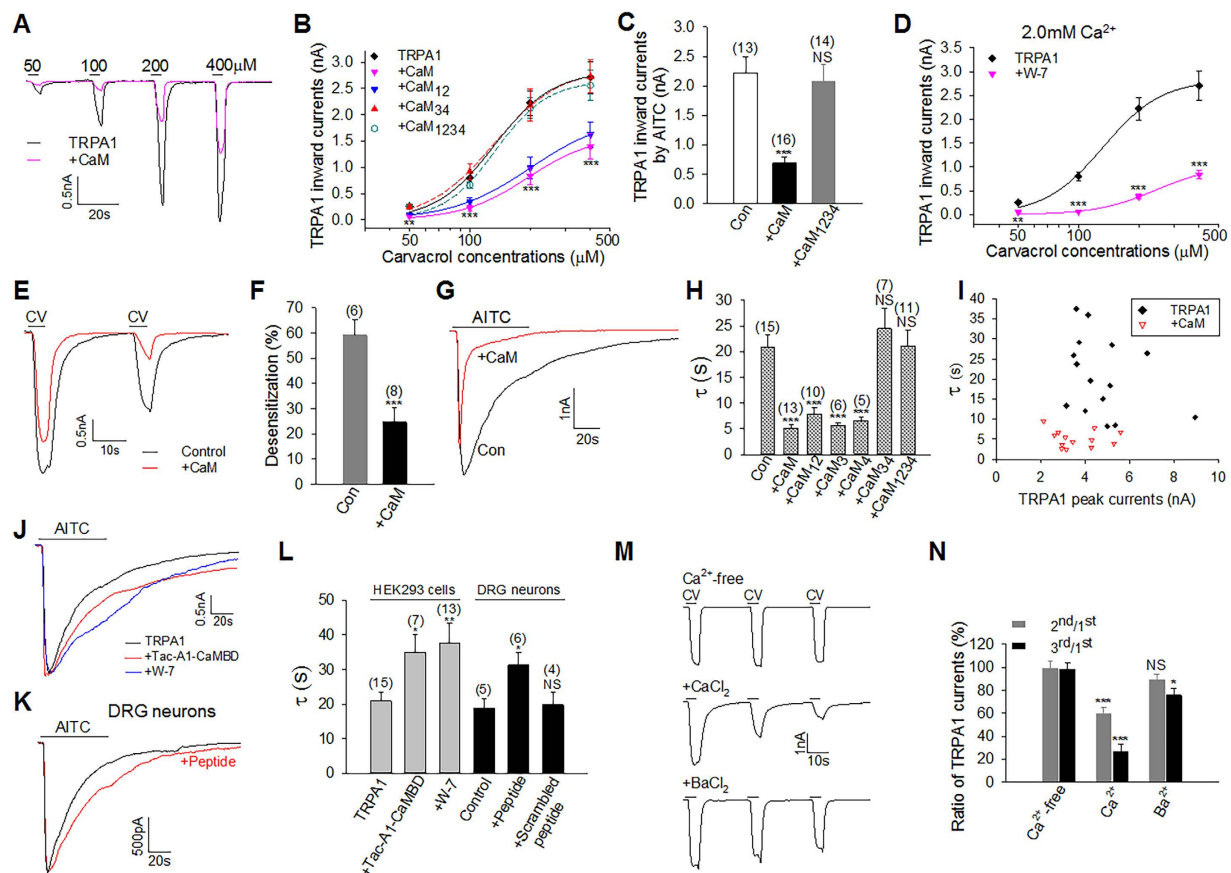 A
50 100 200 400μM
TRPA1
+CaM
0.5nA
20s
B
TRPA1 inward currents (nA)
3.5
3.0
2.5
2.0
1.5
1.0
0.5
0.0
TRPA1
+CaM
+CaM12
+CaM34
+CaM1234
** *** *** ***
50 100 500
Carvacrol concentrations (μM)
C
TRPA1 inward currents
by AITC (nA)
3.0
2.5
2.0
1.5
1.0
0.5
0.0
(13) (16) (14)
*** NS
Con +CaM +CaM1234
D
2.0mM Ca2+
TRPA1 inward currents (nA)
3.5
3.0
2.5
2.0
1.5
1.0
0.5
0.0
TRPA1
+W-7
** *** *** ***
50 100 500
Carvacrol concentrations (μM)
E
CV CV
0.5nA
10s
Control
+CaM
F
Desensitization (%)
70
60
50
40
30
20
10
0
(6) (8)
***
Con +CaM
G
AITC
+CaM
Con
1nA
20s
H
τ (s)
30
25
20
15
10
5
0
(15) (13) (10) (6) (5) (7) (11)
*** *** *** *** NS NS
Con +CaM +CaM12 +CaM3 +CaM4 +CaM34 +CaM1234
I
τ (s)
40
35
30
25
20
15
10
5
0
TRPA1
+CaM
0 2 4 6 8 10
TRPA1 peak currents (nA)
J
AITC
0.5nA
20s
TRPA1
+Tac-A1-CaMBD
+W-7
K
DRG neurons
AITC
+Peptide
500pA
20s
L
τ (s)
60
50
40
30
20
10
0
HEK293 cells DRG neurons
(15) (7) (13) (5) (6) (4)
* ** * NS
TRPA1 +Tac-A1-CaMBD +W-7 Control +Peptide +Scrambled
peptide
M
Ca2+-free
CV CV CV
+CaCl2
1nA
10s
+BaCl2
N
Ratio of TRPA1 currents (%)
140
120
100
80
60
40
20
0
2nd/1st
3rd/1st
*** *** NS *
Ca2+-free Ca2+ Ba2+